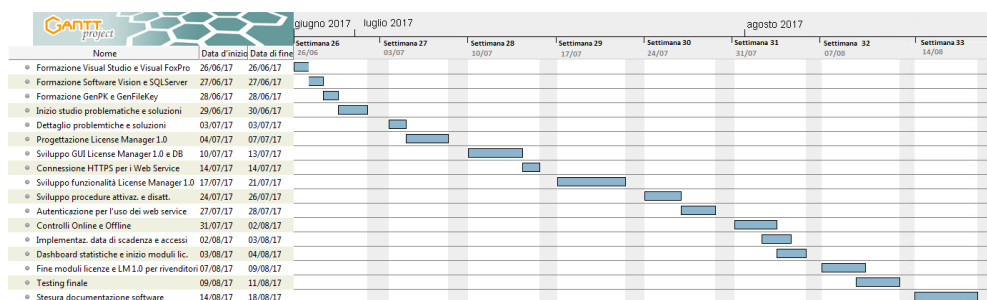 GANTT project
giugno 2017 luglio 2017 agosto 2017
Settimana 26 Settimana 27 Settimana 28 Settimana 29 Settimana 30 Settimana 31 Settimana 32 Settimana 33
26/06 03/07 10/07 17/07 24/07 31/07 07/08 14/08
Nome Data d'inizio Data di fine
Formazione Visual Studio e Visual FoxPro 26/06/17 26/06/17
Formazione Software Vision e SQLServer 27/06/17 27/06/17
Formazione GenPK e GenFileKey 28/06/17 28/06/17
Inizio studio problematiche e soluzioni 29/06/17 30/06/17
Dettaglio problemtiche e soluzioni 03/07/17 03/07/17
Progettazione License Manager 1.0 04/07/17 07/07/17
Sviluppo GUI License Manager 1.0 e DB 10/07/17 13/07/17
Connessione HTTPS per i Web Service 14/07/17 14/07/17
Sviluppo funzionalità License Manager 1.0 17/07/17 21/07/17
Sviluppo procedure attivaz. e disatt. 24/07/17 26/07/17
Autenticazione per l'uso dei web service 27/07/17 28/07/17
Controlli Online e Offline 31/07/17 02/08/17
Implementaz. data di scadenza e accessi 02/08/17 03/08/17
Dashboard statistiche e inizio moduli lic. 03/08/17 04/08/17
Fine moduli licenze e LM 1.0 per rivenditori 07/08/17 09/08/17
Testing finale 09/08/17 11/08/17
Stesura documentazione software 14/08/17 18/08/17